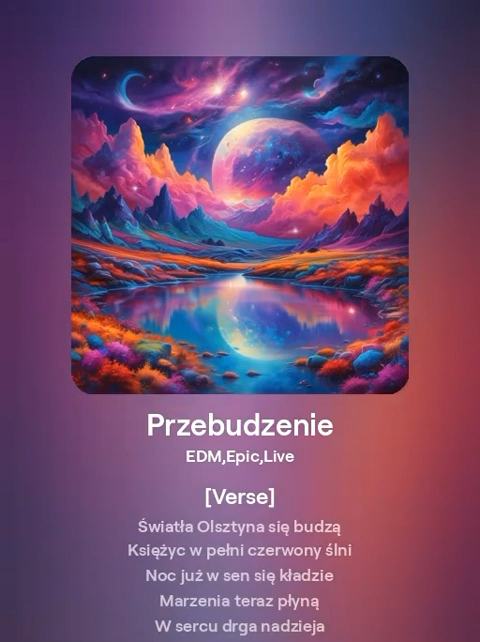 Przebudzenie
EDM,Epic,Live
[Verse]
Światła Olsztyna się budzą
Księżyc w pełni czerwony ślni
Noc już w sen się kładzie
Marzenia teraz płyną
W sercu drga nadzieja